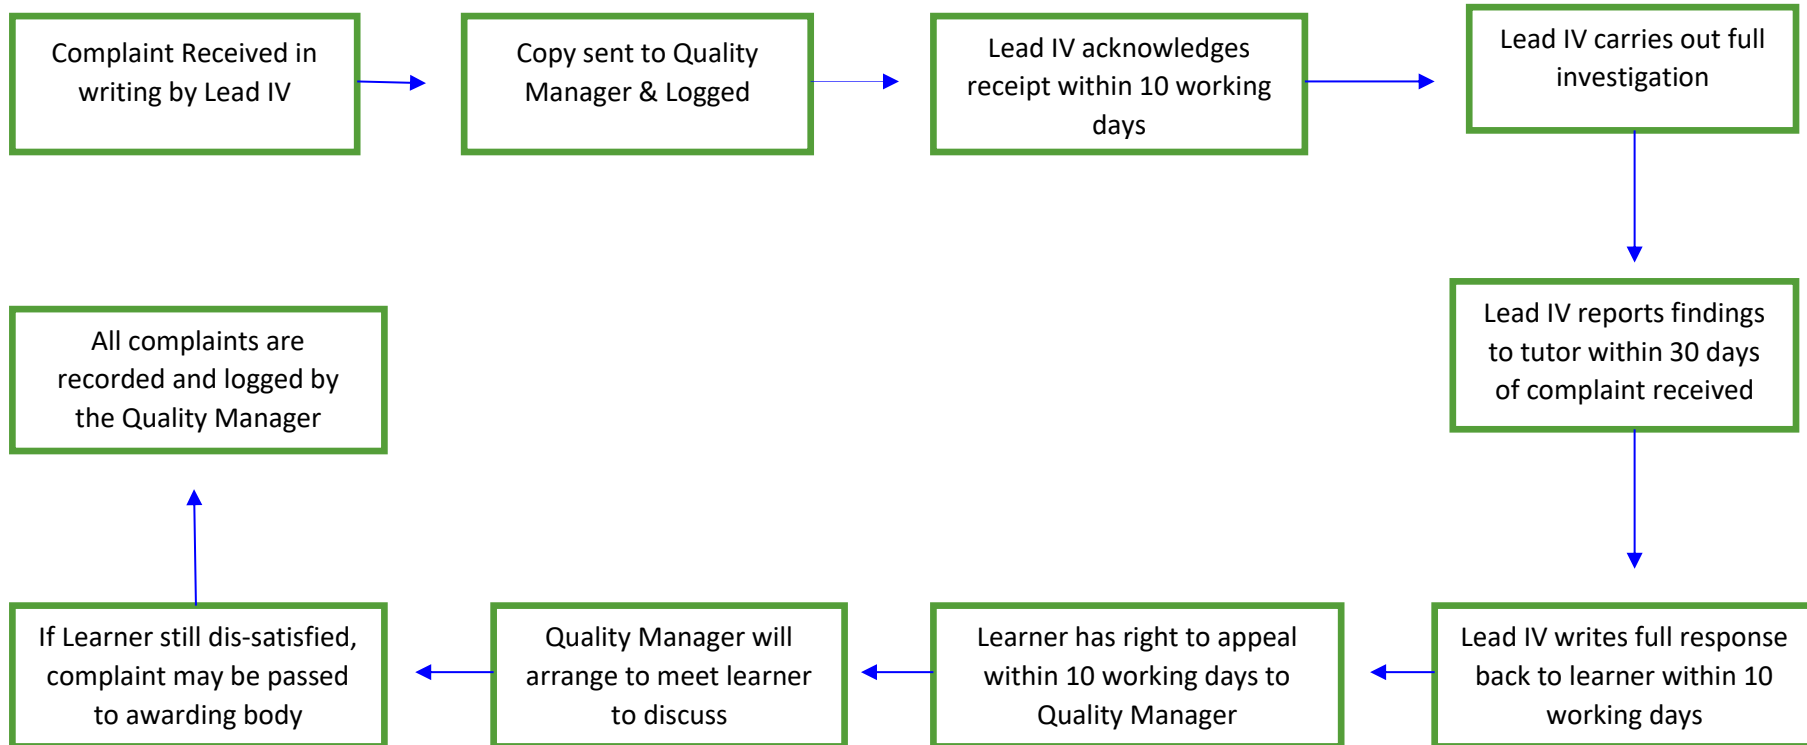 Complaint Received in
writing by Lead IV
Copy sent to Quality
Manager & Logged
Lead IV acknowledges
receipt within 10 working
days
Lead IV carries out full
investigation
Lead IV reports findings
to tutor within 30 days
of complaint received
Lead IV writes full response
back to learner within 10
working days
Learner has right to appeal
within 10 working days to
Quality Manager
Quality Manager will
arrange to meet learner
to discuss
If Learner still dis-satisfied,
complaint may be passed
to awarding body
All complaints are
recorded and logged by
the Quality Manager